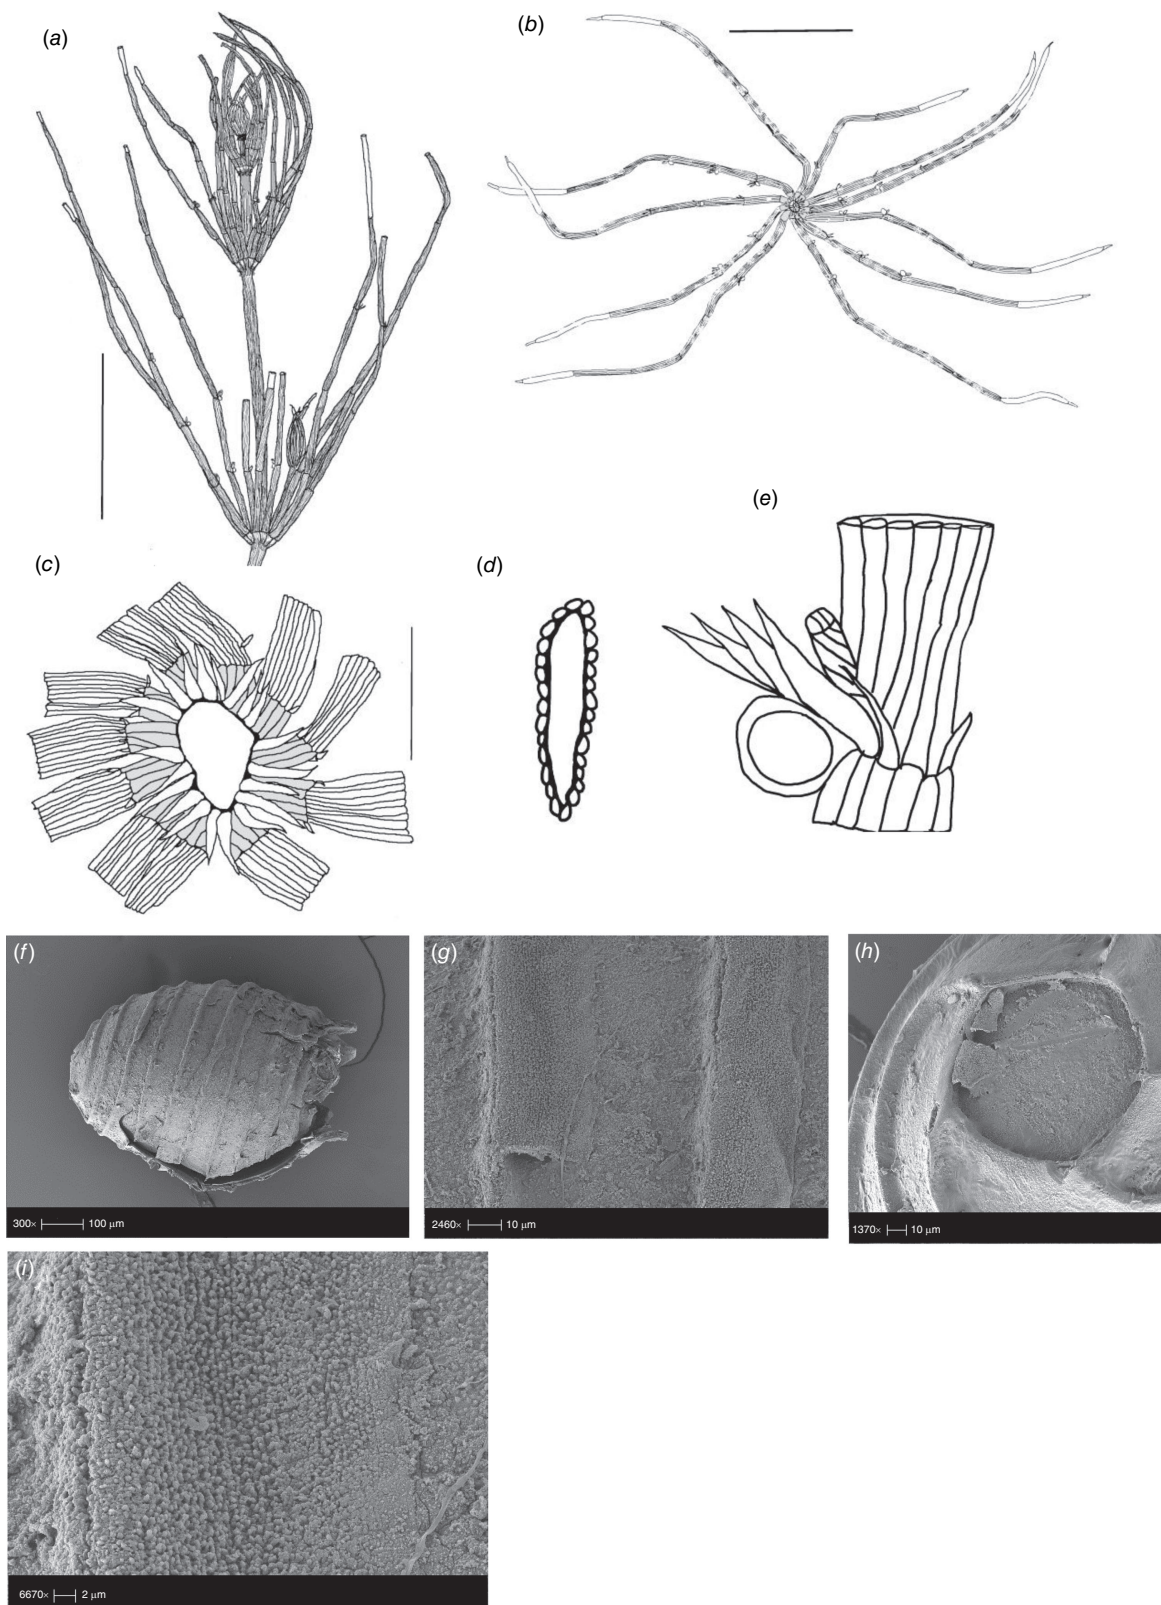 (a)
(b)
(c)
(d)
(e)
(f)
300× 100 μm
(g)
2460× 10 μm
(h)
1370× 10 μm
(i)
6670× 2 μm